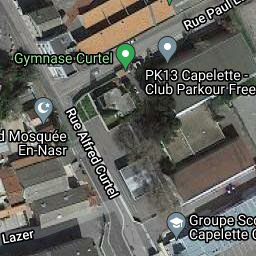 Rue Paul
Gymnase Curtel
PK13 Capelette -
Club Parkour Free
Mosquée
En-Nasr
Rue Alfred Curtel
Groupe Sco
Capelette
Lazer